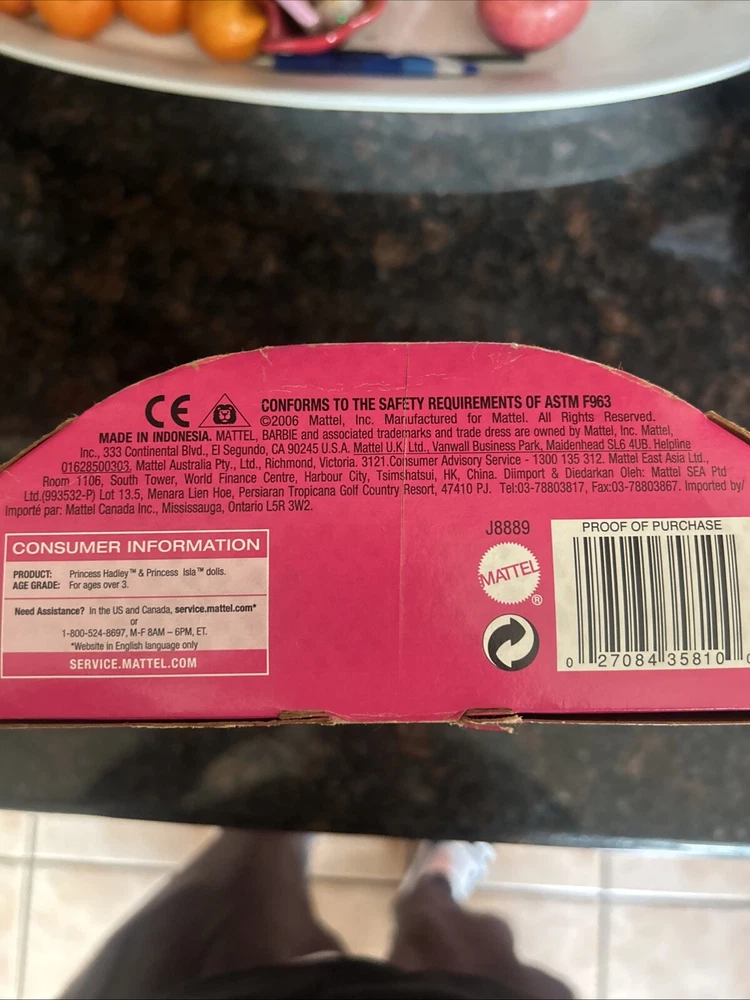 CE
CONFORMS TO THE SAFETY REQUIREMENTS OF ASTM F963
©2006 Mattel, Inc. Manufactured for Mattel. All Rights Reserved.
MADE IN INDONESIA. MATTEL, BARBIE and associated trademarks and trade dress are owned by Mattel, Inc. Mattel,
Inc., 333 Continental Blvd., El Segundo, CA 90245 U.S.A. Mattel U.K. Ltd., Vanwall Business Park, Maidenhead SL6 4UB. Helpline
01628500303. Mattel Australia Pty., Ltd., Richmond, Victoria. 3121.Consumer Advisory Service - 1300 135 312. Mattel East Asia Ltd.,
Room 1106, South Tower, World Finance Centre, Harbour City, Tsimshatsui, HK, China. Diimport & Diedarkan Oleh: Mattel SEA Ptd
Ltd.(993532-P) Lot 13.5, Menara Lien Hoe, Persiaran Tropicana Golf Country Resort, 47410 PJ. Tel:03-78803817, Fax:03-78803867. Imported by/
Importé par: Mattel Canada Inc., Mississauga, Ontario L5R 3W2.
CONSUMER INFORMATION
PRODUCT: Princess Hadley™ & Princess Isla™ dolls.
AGE GRADE: For ages over 3.
Need Assistance? In the US and Canada, service.mattel.com*
or
1-800-524-8697, M-F 8AM – 6PM, ET.
*Website in English language only
SERVICE.MATTEL.COM
J8889
MATTEL®
PROOF OF PURCHASE
0 27084 35810 0